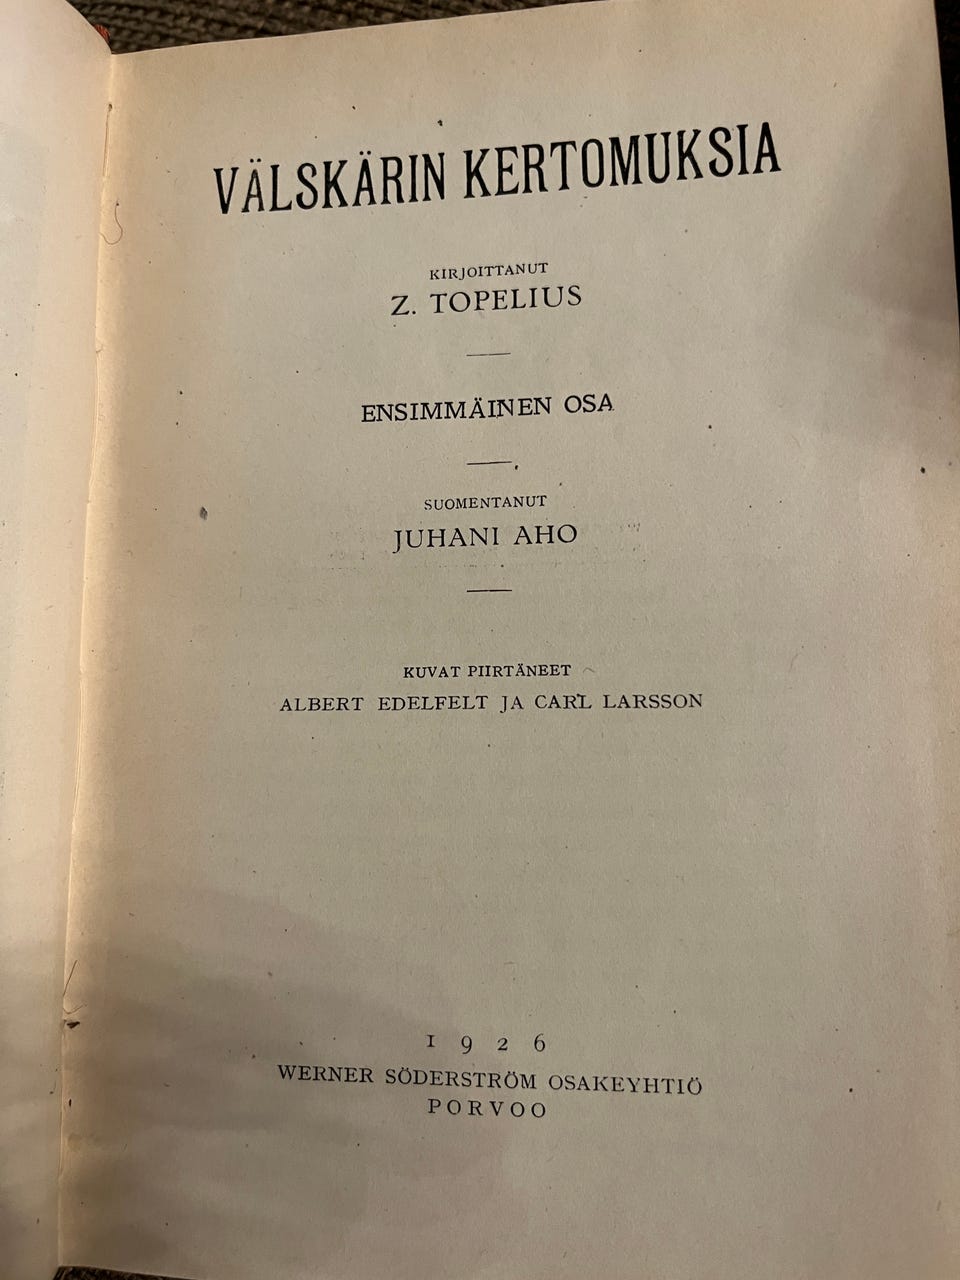 VÄLSKÄRIN KERTOMUKSIA
KIRJOITTANUT
Z. TOPELIUS
ENSIMMÄINEN OSA
SUOMENTANUT
JUHANI AHO
KUVAT PIIRTÄNEET
ALBERT EDELFELT JA CARL LARSSON
1926
WERNER SÖDERSTRÖM OSAKEYHTIÖ
PORVOO